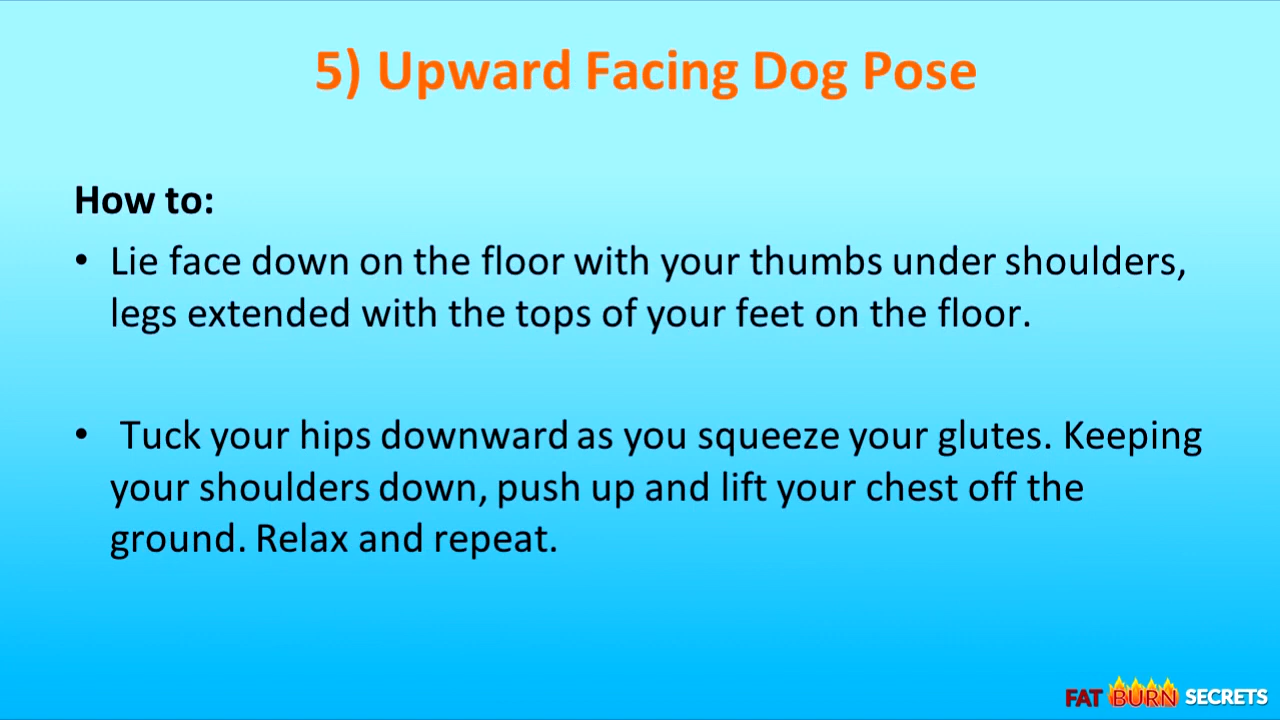 5) Upward Facing Dog Pose
How to:
• Lie face down on the floor with your thumbs under shoulders,
legs extended with the tops of your feet on the floor.
• Tuck your hips downward as you squeeze your glutes. Keeping
your shoulders down, push up and lift your chest off the
ground. Relax and repeat.
FAT BURN SECRETS